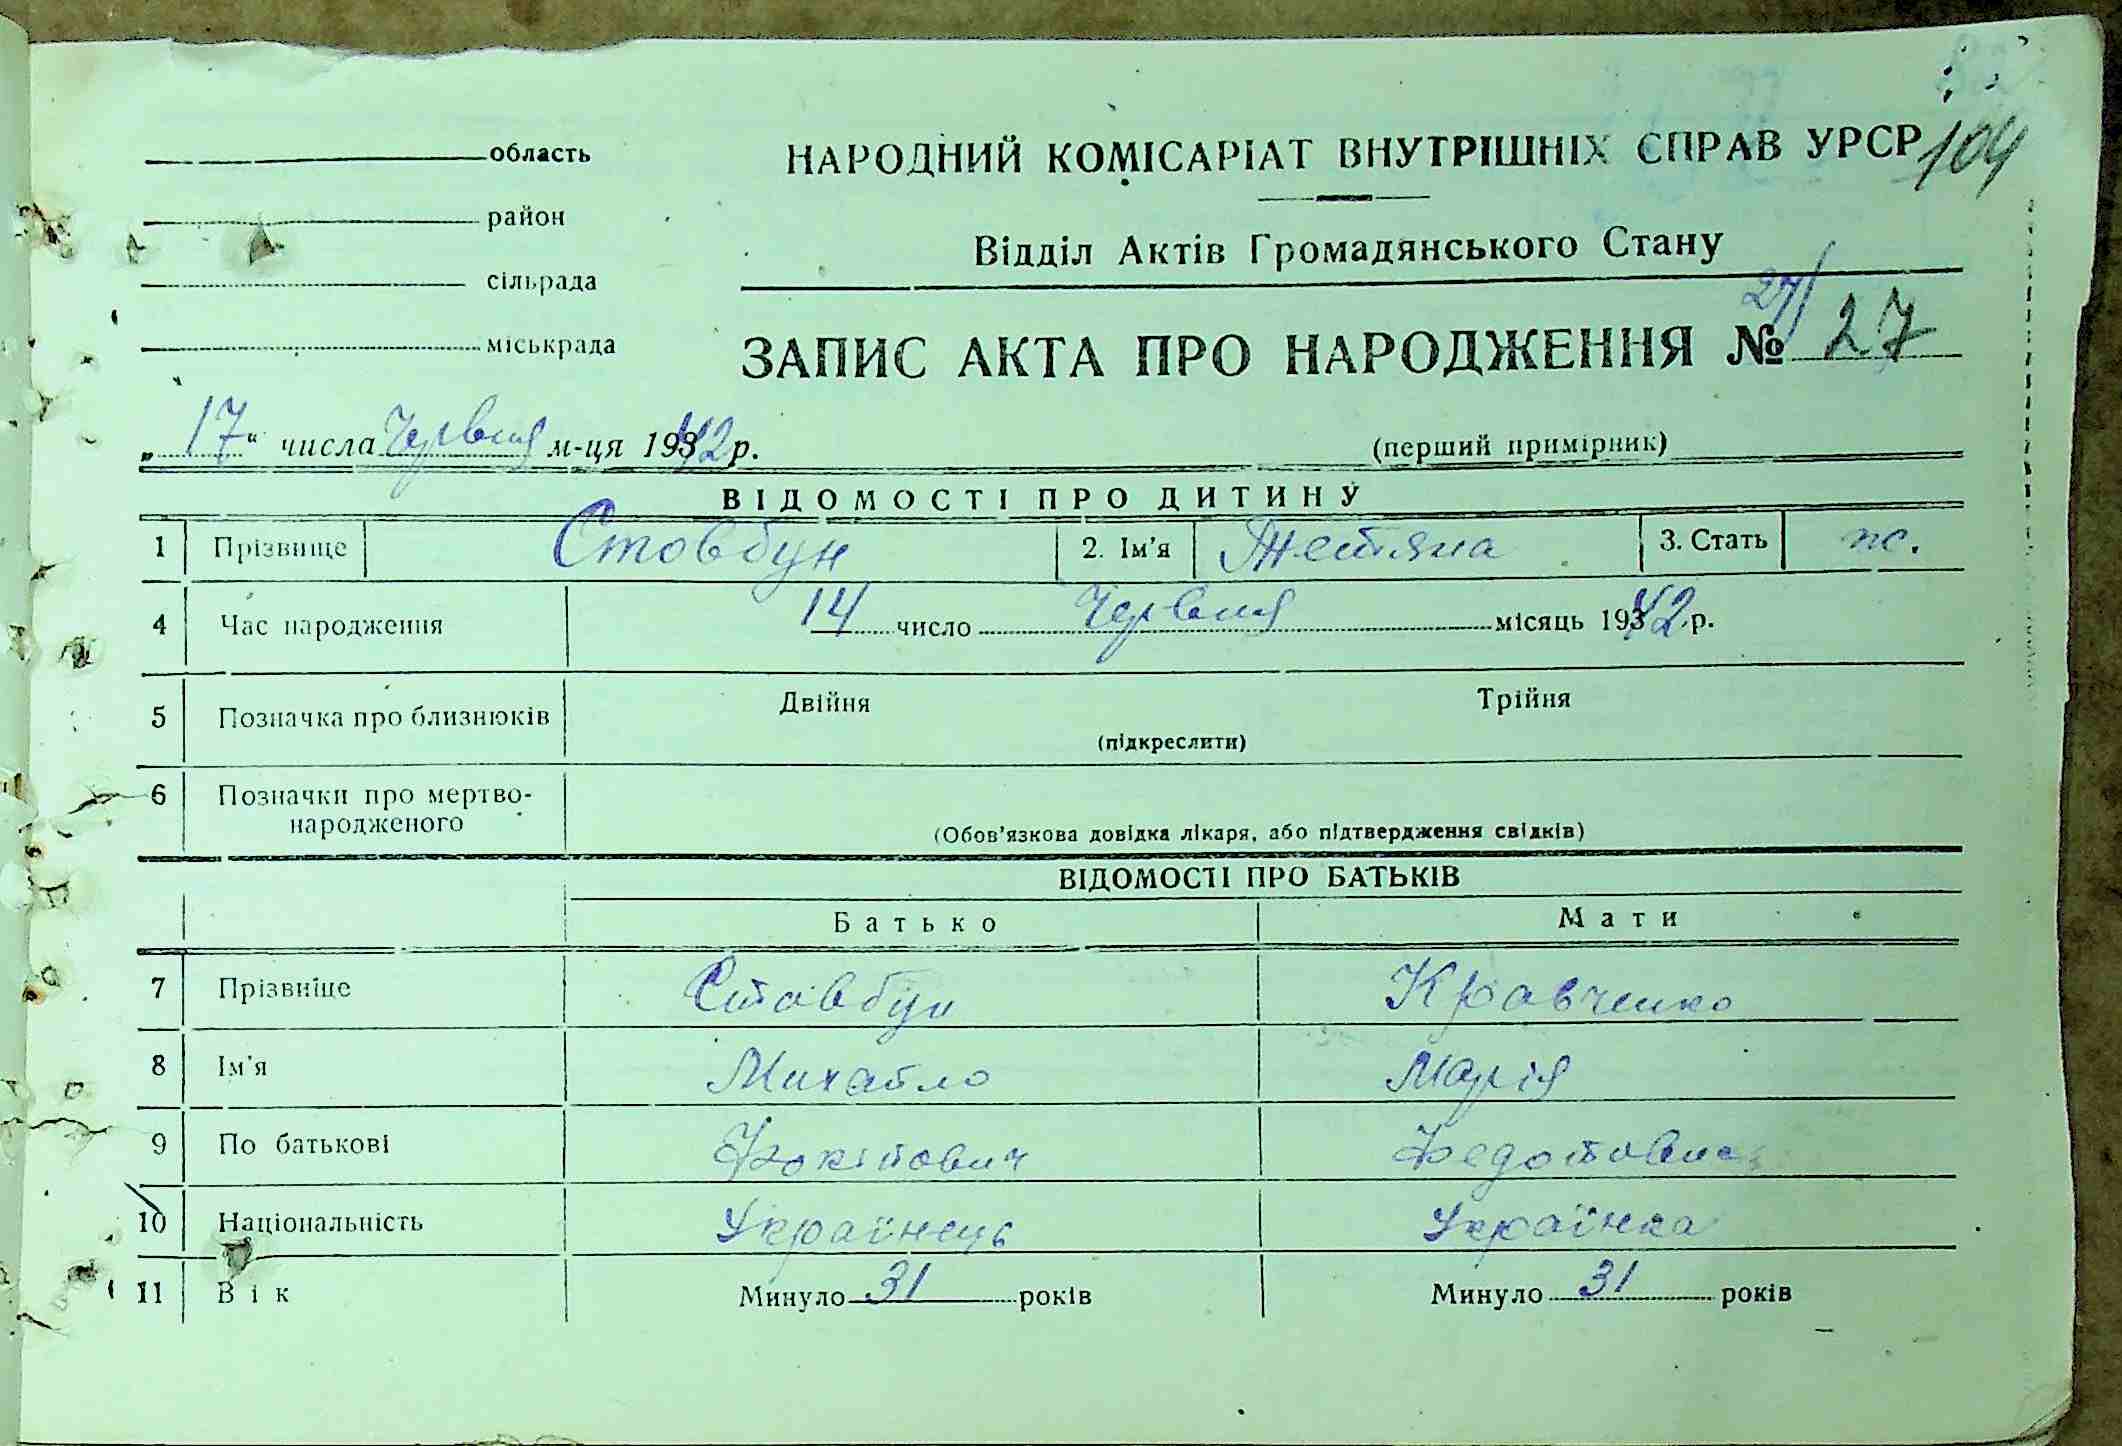 область
НАРОДНИЙ КОМІСАРІАТ ВНУТРІШНІХ СПРАВ УРСР
104
район
Відділ Актів Громадянського Стану
сільрада
міськрада
27
ЗАПИС АКТА ПРО НАРОДЖЕННЯ № 27
„17“ числа Червня м-ця 1942 р.
(перший примірник)
ВІДОМОСТІ ПРО ДИТИНУ
1 Прізвище Стовбун 2. Ім'я Тетяна 3. Стать ж.
4 Час народження 14 число Червня місяць 1942 р.
5 Позначка про близнюків Двійня Трійня
(підкреслити)
6 Позначки про мертво-
народженого
(Обов'язкова довідка лікаря, або підтвердження свідків)
ВІДОМОСТІ ПРО БАТЬКІВ
Батько Мати
7 Прізвище Стовбун Кравченко
8 Ім'я Михайло Марія
9 По батькові Федотовна
10 Національність Українець Українка
11 Вік Минуло 31 років Минуло 31 років